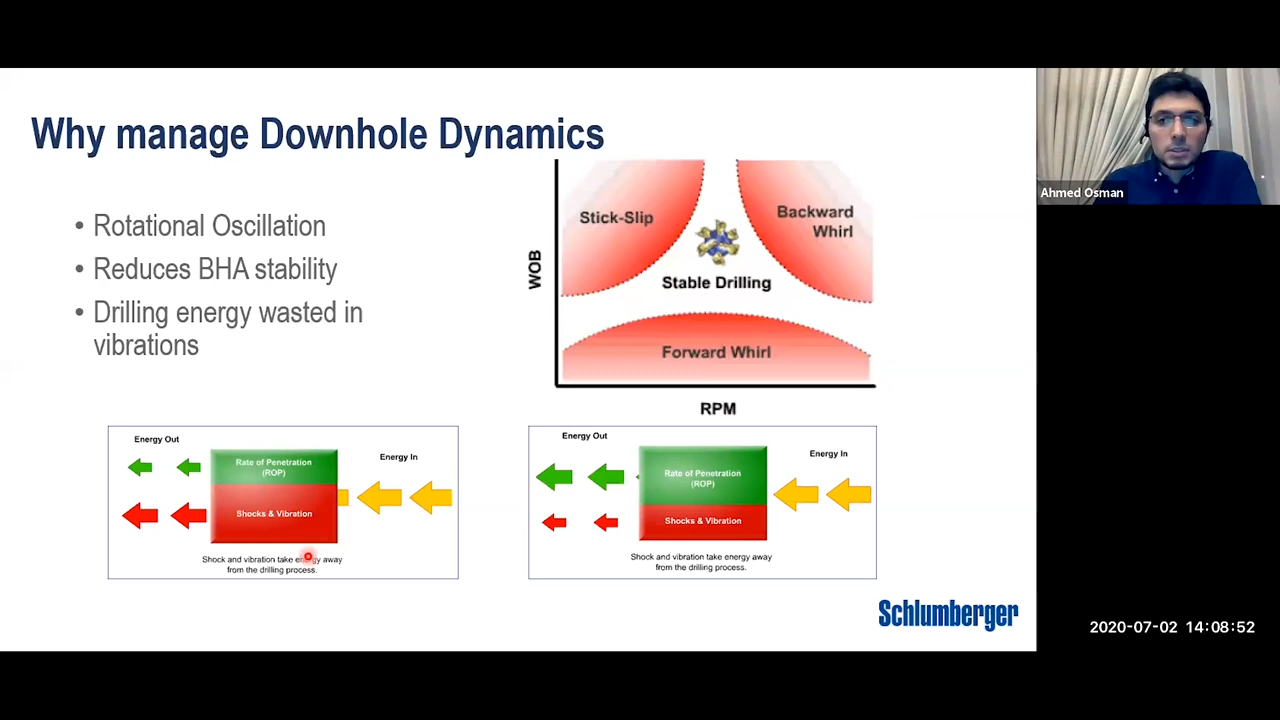 Why manage Downhole Dynamics
• Rotational Oscillation
• Reduces BHA stability
• Drilling energy wasted in
vibrations
WOB
Stick-Slip
Backward
Whirl
Stable Drilling
Forward Whirl
RPM
Energy Out
Rate of Penetration
(ROP)
Energy In
Shocks & Vibration
Shock and vibration take energy away
from the drilling process.
Energy Out
Rate of Penetration
(ROP)
Energy In
Shocks & Vibration
Shock and vibration take energy away
from the drilling process.
Schlumberger
Ahmed Osman
2020-07-02 14:08:52